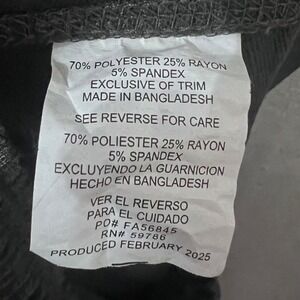 70% POLYESTER 25% RAYON
5% SPANDEX
EXCLUSIVE OF TRIM
MADE IN BANGLADESH
SEE REVERSE FOR CARE
70% POLIESTER 25% RAYON
5% SPANDEX
EXCLUYENDO LA GUARNICION
HECHO EN BANGLADESH
VER EL REVERSO
PARA EL CUIDADO
PO# FA56845
RN# 59766
PRODUCED FEBRUARY 2025